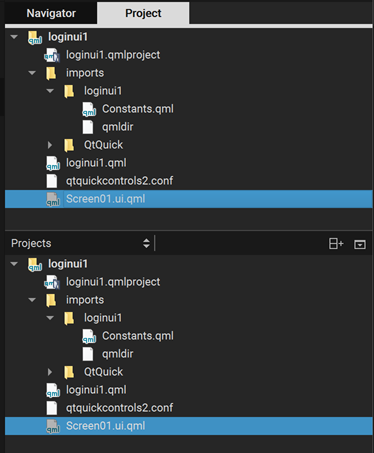 Navigator Project
loginui1
loginui1.qmlproject
imports
loginui1
Constants.qml
qmldir
QtQuick
loginui1.qml
qtquickcontrols2.conf
Screen01.ui.qml
Projects
loginui1
loginui1.qmlproject
imports
loginui1
Constants.qml
qmldir
QtQuick
loginui1.qml
qtquickcontrols2.conf
Screen01.ui.qml